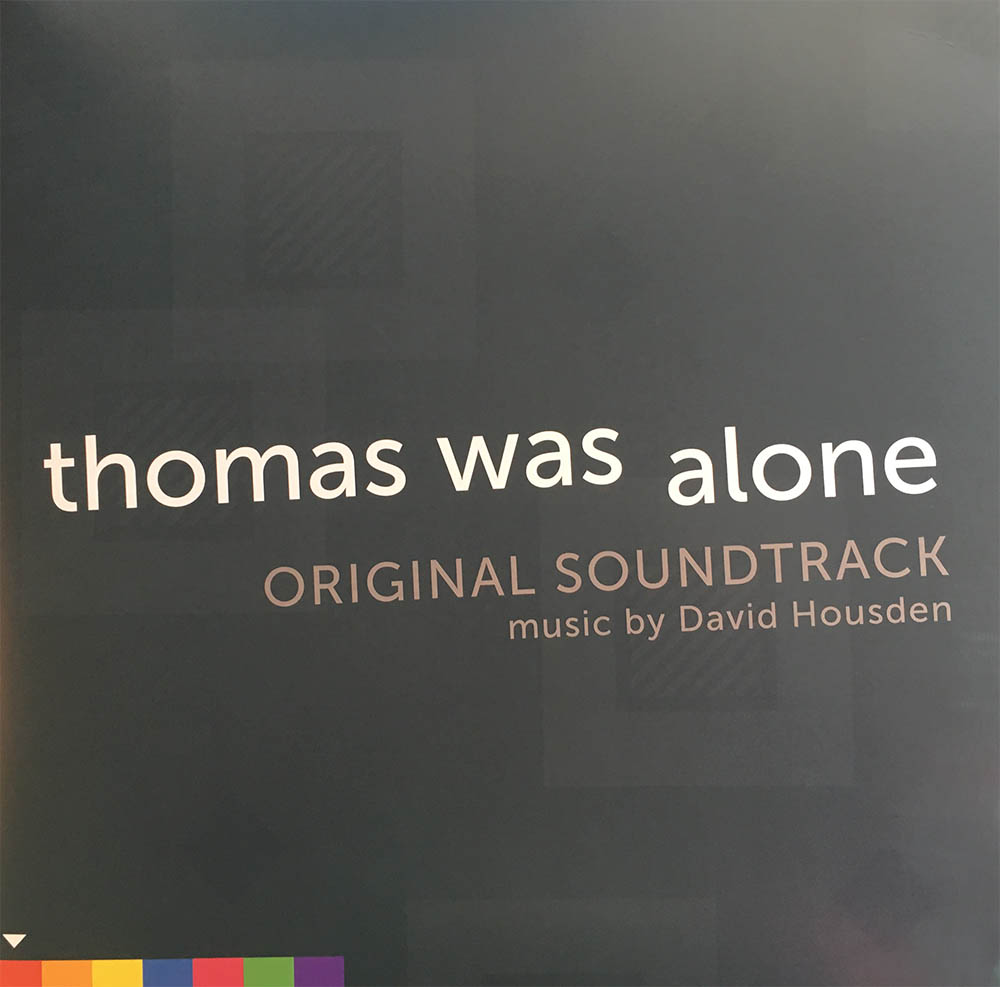 thomas was alone
ORIGINAL SOUNDTRACK
music by David Housden